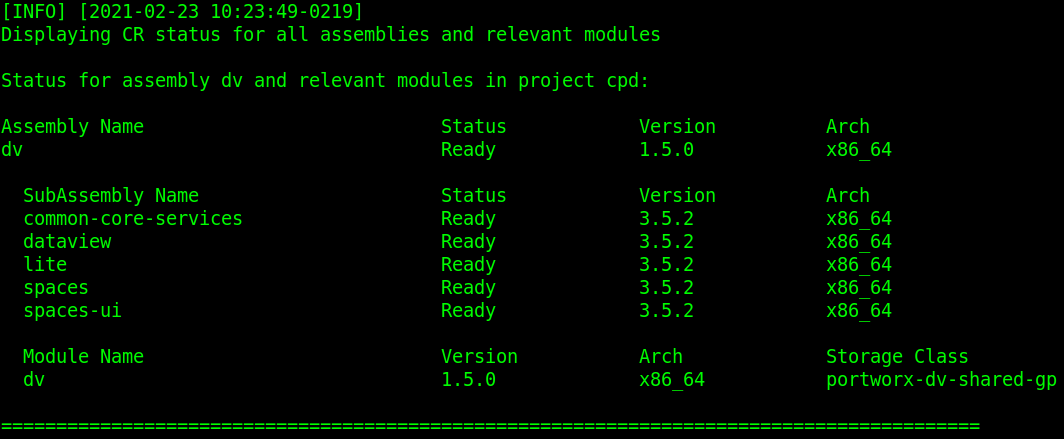 [INFO] [2021-02-23 10:23:49-0219]
Displaying CR status for all assemblies and relevant modules
Status for assembly dv and relevant modules in project cpd:
Assembly Name Status Version Arch
dv Ready 1.5.0 x86_64
SubAssembly Name Status Version Arch
common-core-services Ready 3.5.2 x86_64
dataview Ready 3.5.2 x86_64
lite Ready 3.5.2 x86_64
spaces Ready 3.5.2 x86_64
spaces-ui Ready 3.5.2 x86_64
Module Name Version Arch Storage Class
dv 1.5.0 x86_64 portworx-dv-shared-gp
=========================================================================================